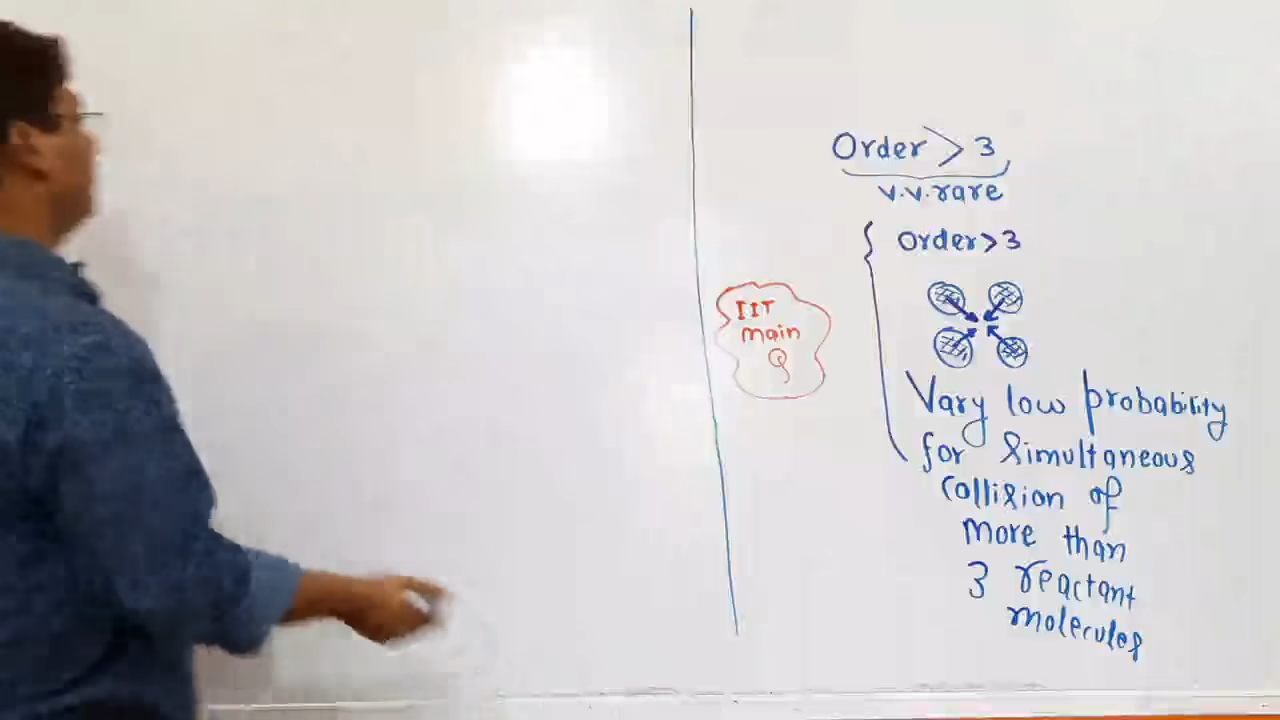 Order > 3
v.v.rare
Order > 3
IIT
main
Q
Vary low probability
for simultaneous
collision of
more than
3 reactant
molecules